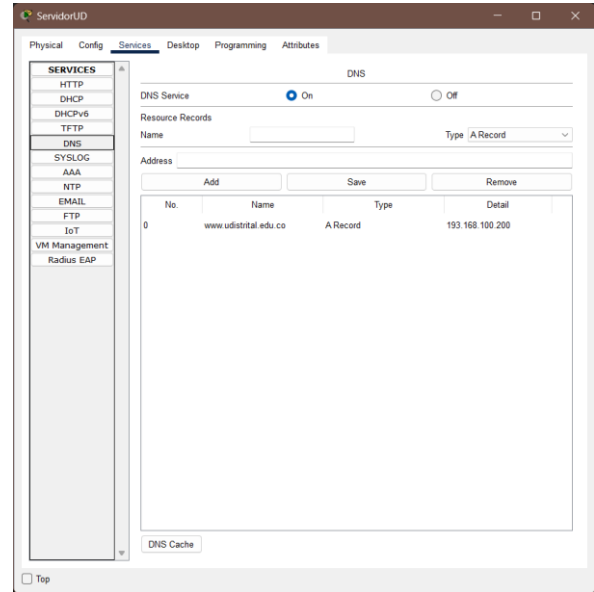 ServidorUD
Physical Config Services Desktop Programming Attributes
SERVICES
HTTP
DHCP
DHCPv6
TFTP
DNS
SYSLOG
AAA
NTP
EMAIL
FTP
IoT
VM Management
Radius EAP
DNS
DNS Service On Off
Resource Records
Name Type A Record
Address
Add Save Remove
No. Name Type Detail
0 www.udistrital.edu.co A Record 193.168.100.200
DNS Cache
Top